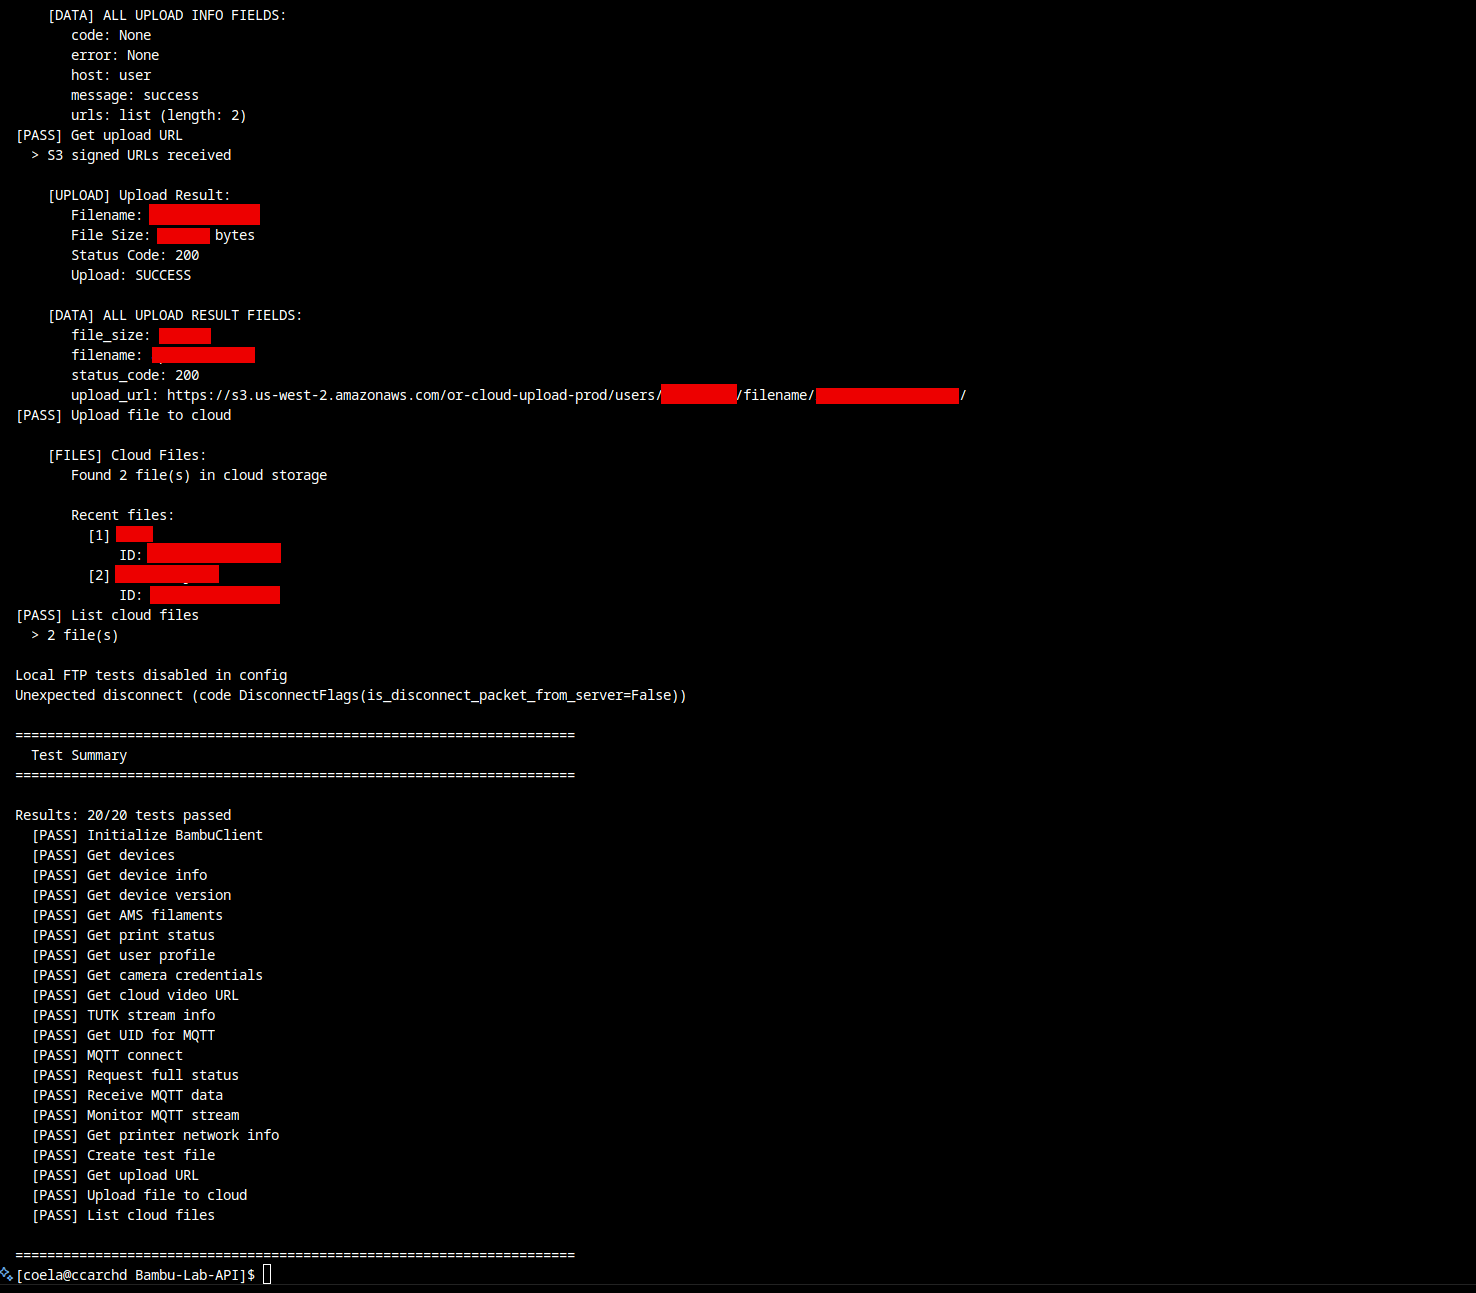 [DATA] ALL UPLOAD INFO FIELDS:
code: None
error: None
host: user
message: success
urls: list (length: 2)
[PASS] Get upload URL
> S3 signed URLs received
[UPLOAD] Upload Result:
Filename:
File Size: bytes
Status Code: 200
Upload: SUCCESS
[DATA] ALL UPLOAD RESULT FIELDS:
file_size:
filename:
status_code: 200
upload_url: https://s3.us-west-2.amazonaws.com/or-cloud-upload-prod/users/ /filename/ /
[PASS] Upload file to cloud
[FILES] Cloud Files:
Found 2 file(s) in cloud storage
Recent files:
[1]
ID:
[2]
ID:
[PASS] List cloud files
> 2 file(s)
Local FTP tests disabled in config
Unexpected disconnect (code DisconnectFlags(is_disconnect_packet_from_server=False))
======================================================================
Test Summary
======================================================================
Results: 20/20 tests passed
[PASS] Initialize BambuClient
[PASS] Get devices
[PASS] Get device info
[PASS] Get device version
[PASS] Get AMS filaments
[PASS] Get print status
[PASS] Get user profile
[PASS] Get camera credentials
[PASS] Get cloud video URL
[PASS] TUTK stream info
[PASS] Get UID for MQTT
[PASS] MQTT connect
[PASS] Request full status
[PASS] Receive MQTT data
[PASS] Monitor MQTT stream
[PASS] Get printer network info
[PASS] Create test file
[PASS] Get upload URL
[PASS] Upload file to cloud
[PASS] List cloud files
======================================================================
[coela@ccarchd Bambu-Lab-API]$